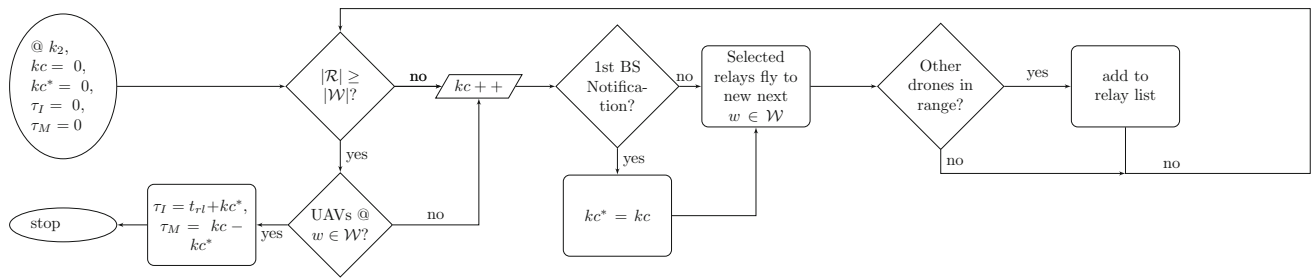 @ k₂,
kc = 0,
kc* = 0,
τ_I = 0,
τ_M = 0
|ℛ| ≥
|𝒲|?
no
kc + +
1st BS
Notifica-
tion?
no
Selected
relays fly to
new next
w ∈ 𝒲
Other
drones in
range?
yes
add to
relay list
yes
yes
no
no
stop
τ_I = t_{rl}+kc*,
τ_M = kc −
kc*
yes
UAVs @
w ∈ 𝒲?
no
kc* = kc